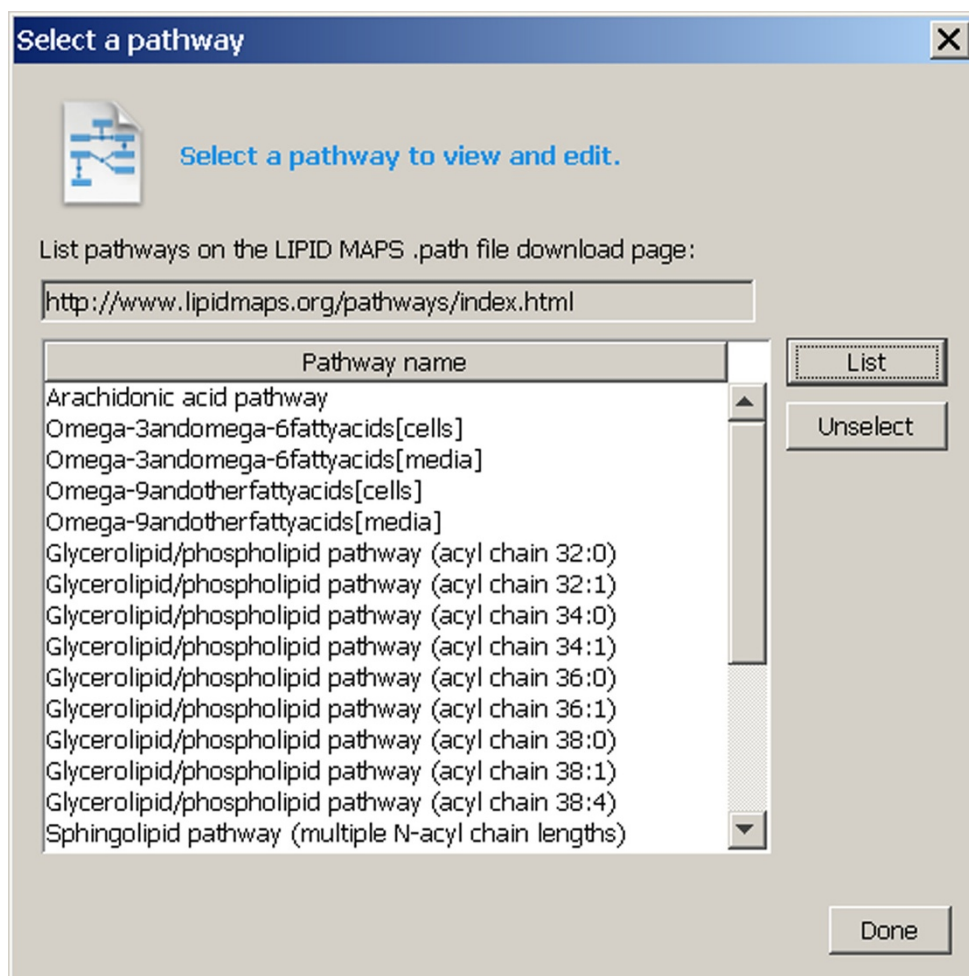 Select a pathway
Select a pathway to view and edit.
List pathways on the LIPID MAPS .path file download page:
http://www.lipidmaps.org/pathways/index.html
Pathway name
List
Unselect
Arachidonic acid pathway
Omega-3andomega-6fattyacids[cells]
Omega-3andomega-6fattyacids[media]
Omega-9andotherfattyacids[cells]
Omega-9andotherfattyacids[media]
Glycerolipid/phospholipid pathway (acyl chain 32:0)
Glycerolipid/phospholipid pathway (acyl chain 32:1)
Glycerolipid/phospholipid pathway (acyl chain 34:0)
Glycerolipid/phospholipid pathway (acyl chain 34:1)
Glycerolipid/phospholipid pathway (acyl chain 36:0)
Glycerolipid/phospholipid pathway (acyl chain 36:1)
Glycerolipid/phospholipid pathway (acyl chain 38:0)
Glycerolipid/phospholipid pathway (acyl chain 38:1)
Glycerolipid/phospholipid pathway (acyl chain 38:4)
Sphingolipid pathway (multiple N-acyl chain lengths)
Done